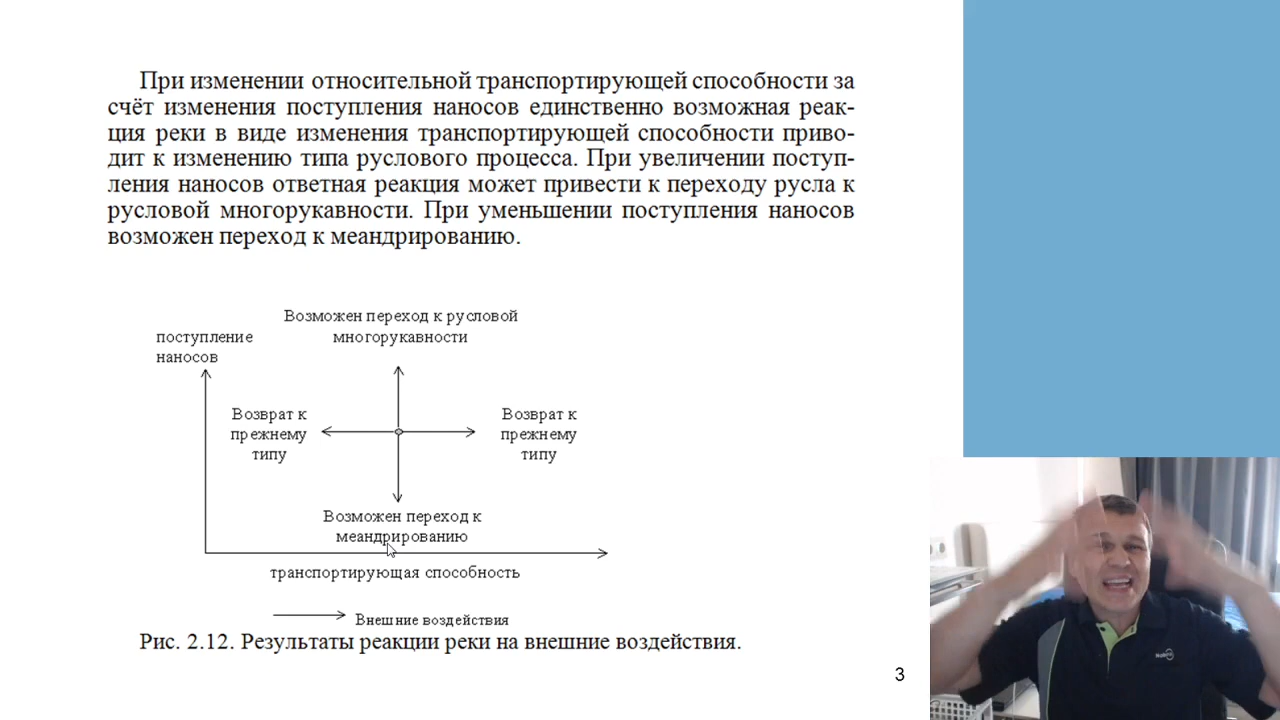 При изменении относительной транспортирующей способности за
счёт изменения поступления наносов единственно возможная реак-
ция реки в виде изменения транспортирующей способности приво-
дит к изменению типа руслового процесса. При увеличении поступ-
ления наносов ответная реакция может привести к переходу русла к
русловой многорукавности. При уменьшении поступления наносов
возможен переход к меандрированию.
Возможен переход к русловой
многорукавности
поступление
наносов
Возврат к
прежнему
типу
Возврат к
прежнему
типу
Возможен переход к
меандрированию
транспортирующая способность
Внешние воздействия
Рис. 2.12. Результаты реакции реки на внешние воздействия.
3